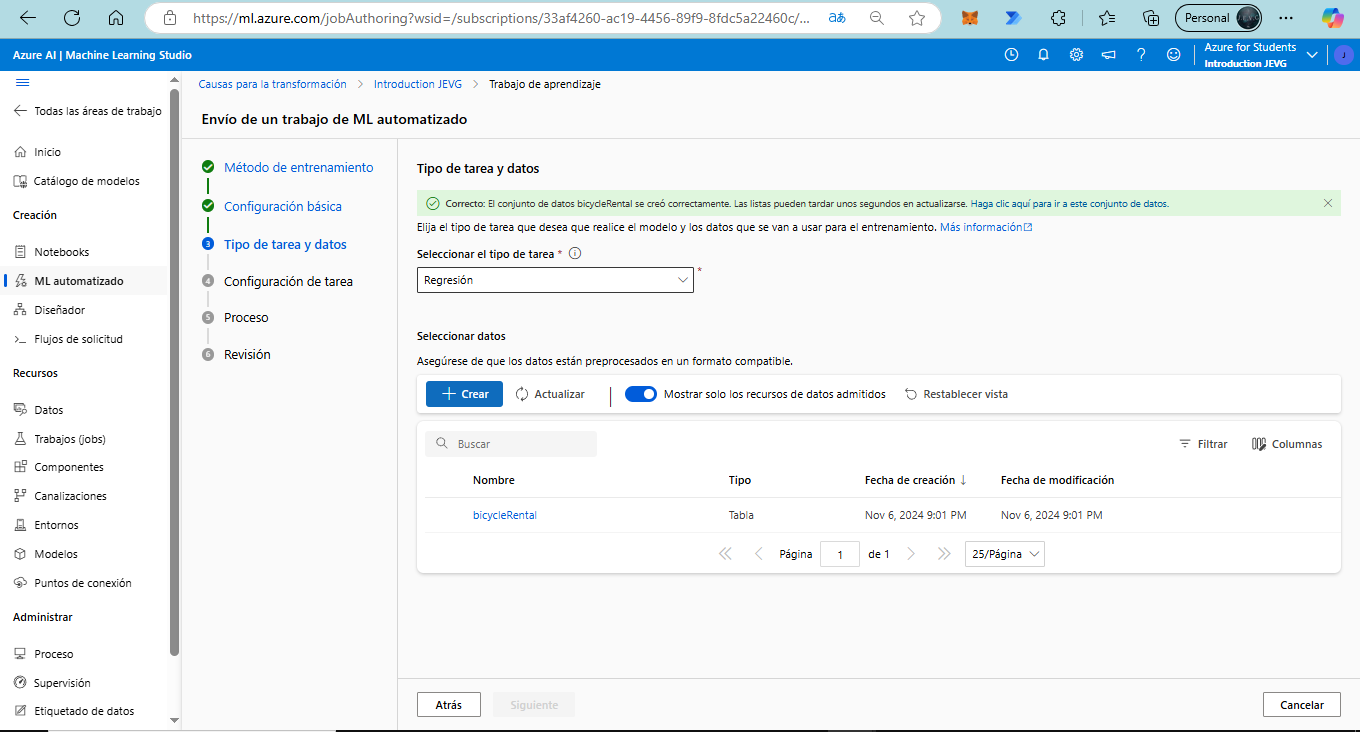 https://ml.azure.com/jobAuthoring?wsid=/subscriptions/33af4260-ac19-4456-89f9-8fdc5a22460c/...
aあ
Personal
Azure AI | Machine Learning Studio
Azure for Students
Introduction JEVG
J
Todas las áreas de trabajo
Inicio
Catálogo de modelos
Creación
Notebooks
ML automatizado
Diseñador
Flujos de solicitud
Recursos
Datos
Trabajos (jobs)
Componentes
Canalizaciones
Entornos
Modelos
Puntos de conexión
Administrar
Proceso
Supervisión
Etiquetado de datos
Causas para la transformación > Introduction JEVG > Trabajo de aprendizaje
Envío de un trabajo de ML automatizado
Método de entrenamiento
Configuración básica
3 Tipo de tarea y datos
4 Configuración de tarea
5 Proceso
6 Revisión
Tipo de tarea y datos
Correcto: El conjunto de datos bicycleRental se creó correctamente. Las listas pueden tardar unos segundos en actualizarse. Haga clic aquí para ir a este conjunto de datos.
Elija el tipo de tarea que desea que realice el modelo y los datos que se van a usar para el entrenamiento. Más información
Seleccionar el tipo de tarea *
Regresión *
Seleccionar datos
Asegúrese de que los datos están preprocesados en un formato compatible.
+ Crear Actualizar Mostrar solo los recursos de datos admitidos Restablecer vista
Buscar Filtrar Columnas
Nombre Tipo Fecha de creación ↓ Fecha de modificación
bicycleRental Tabla Nov 6, 2024 9:01 PM Nov 6, 2024 9:01 PM
Página 1 de 1 25/Página
Atrás Siguiente Cancelar